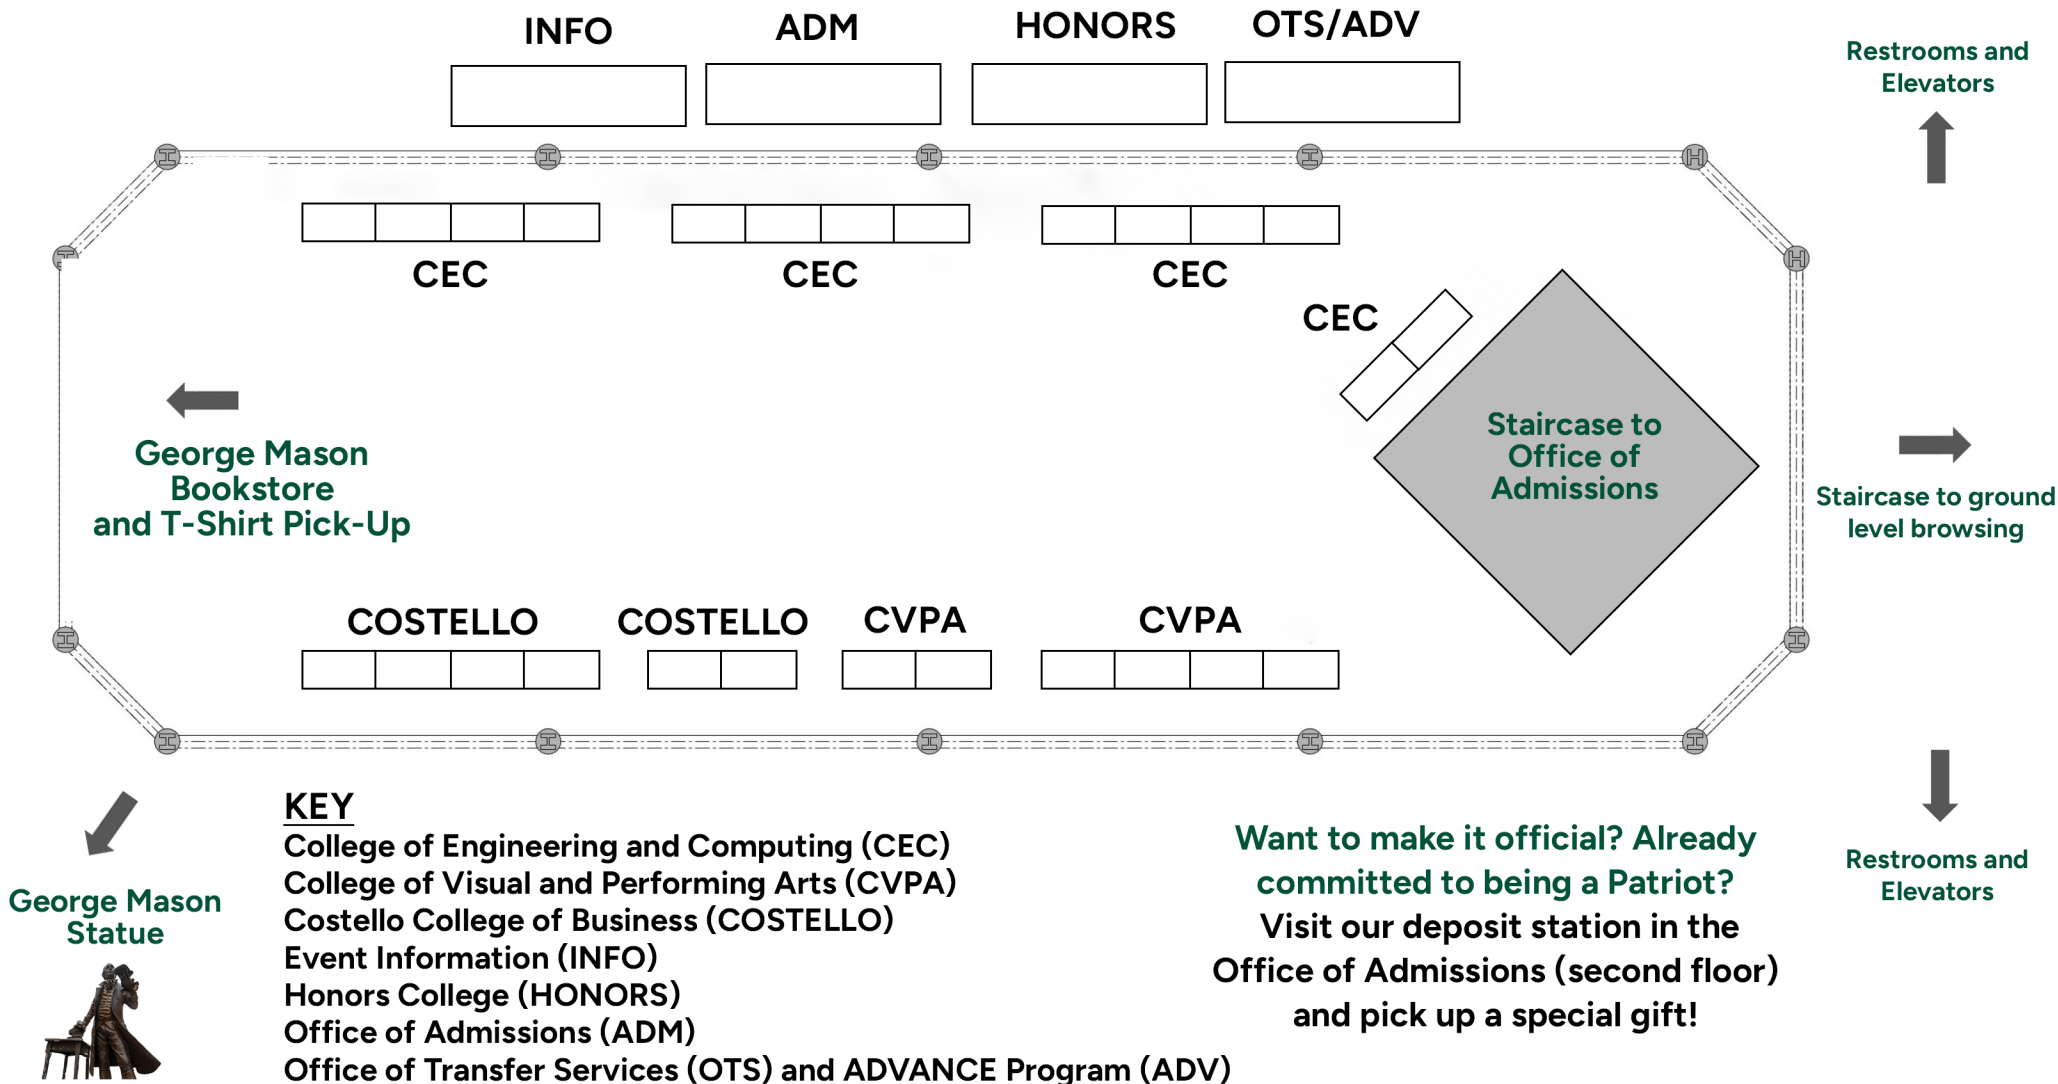 INFO
ADM
HONORS
OTS/ADV
Restrooms and
Elevators
CEC
CEC
CEC
CEC
George Mason
Bookstore
and T-Shirt Pick-Up
Staircase to
Office of
Admissions
Staircase to ground
level browsing
COSTELLO
COSTELLO
CVPA
CVPA
George Mason
Statue
KEY
College of Engineering and Computing (CEC)
College of Visual and Performing Arts (CVPA)
Costello College of Business (COSTELLO)
Event Information (INFO)
Honors College (HONORS)
Office of Admissions (ADM)
Office of Transfer Services (OTS) and ADVANCE Program (ADV)
Want to make it official? Already
committed to being a Patriot?
Visit our deposit station in the
Office of Admissions (second floor)
and pick up a special gift!
Restrooms and
Elevators